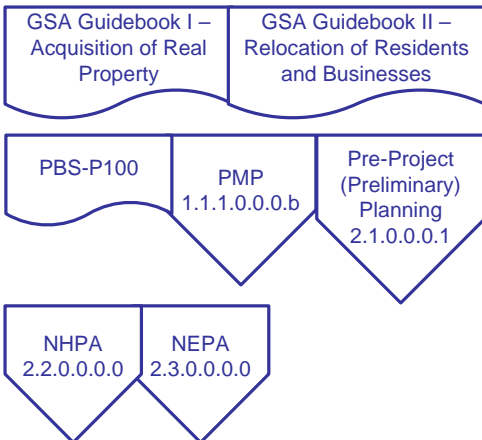 GSA Guidebook I –
Acquisition of Real
Property
GSA Guidebook II –
Relocation of Residents
and Businesses
PBS-P100
PMP
1.1.1.0.0.0.b
Pre-Project
(Preliminary)
Planning
2.1.0.0.0.1
NHPA
2.2.0.0.0.0
NEPA
2.3.0.0.0.0